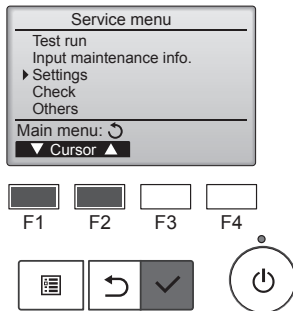 Service menu
Test run
Input maintenance info.
Settings
Check
Others
Main menu:
▼ Cursor ▲
F1 F2 F3 F4